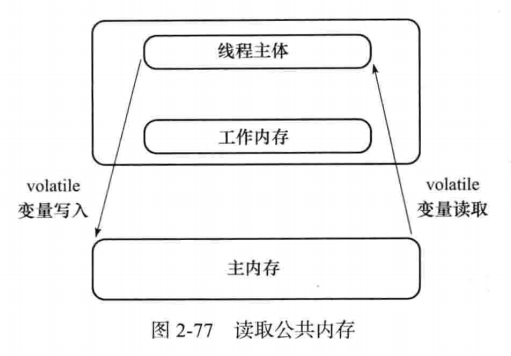 线程主体
工作内存
volatile
变量写入
volatile
变量读取
主内存
图 2-77 读取公共内存